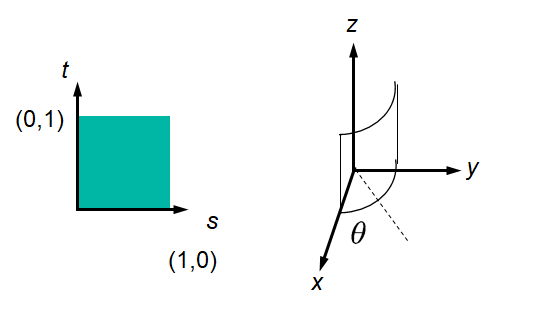 t
(0,1)
s
(1,0)
z
y
θ
x